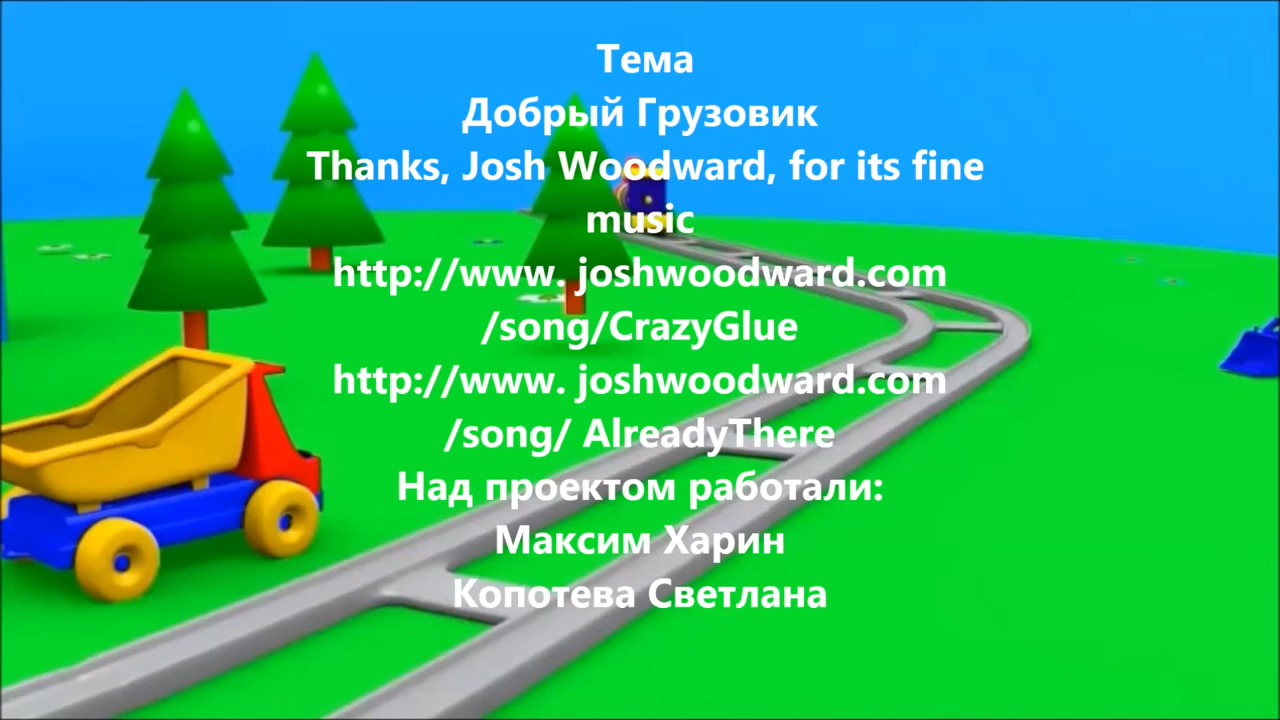 Тема
Добрый Грузовик
Thanks, Josh Woodward, for its fine
music
http://www. joshwoodward.com
/song/CrazyGlue
http://www. joshwoodward.com
/song/ AlreadyThere
Над проектом работали:
Максим Харин
Копотева Светлана